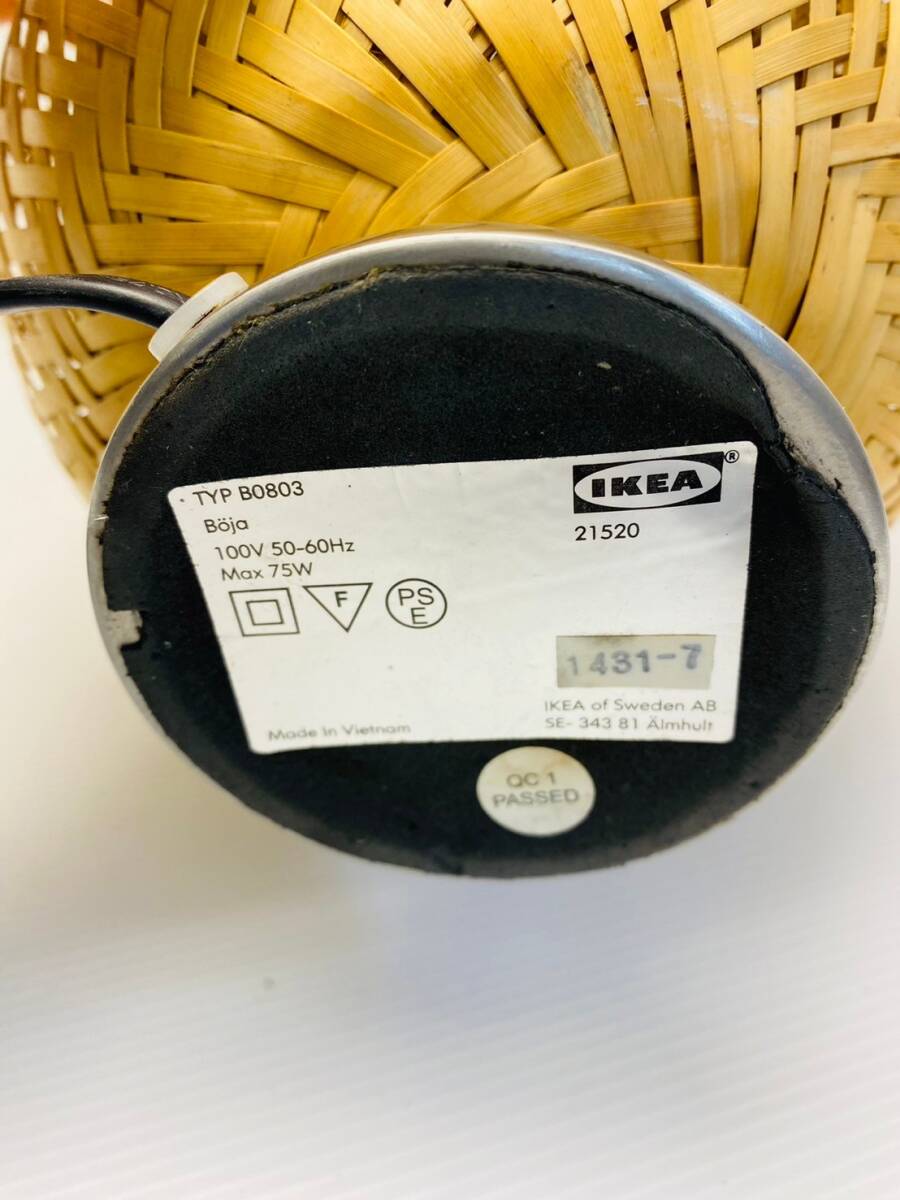 TYP B0803
Böja
100V 50-60Hz
Max 75W
F
PS
E
IKEA®
21520
1431-7
IKEA of Sweden AB
SE- 343 81 Älmhult
Made in Vietnam
QC 1
PASSED